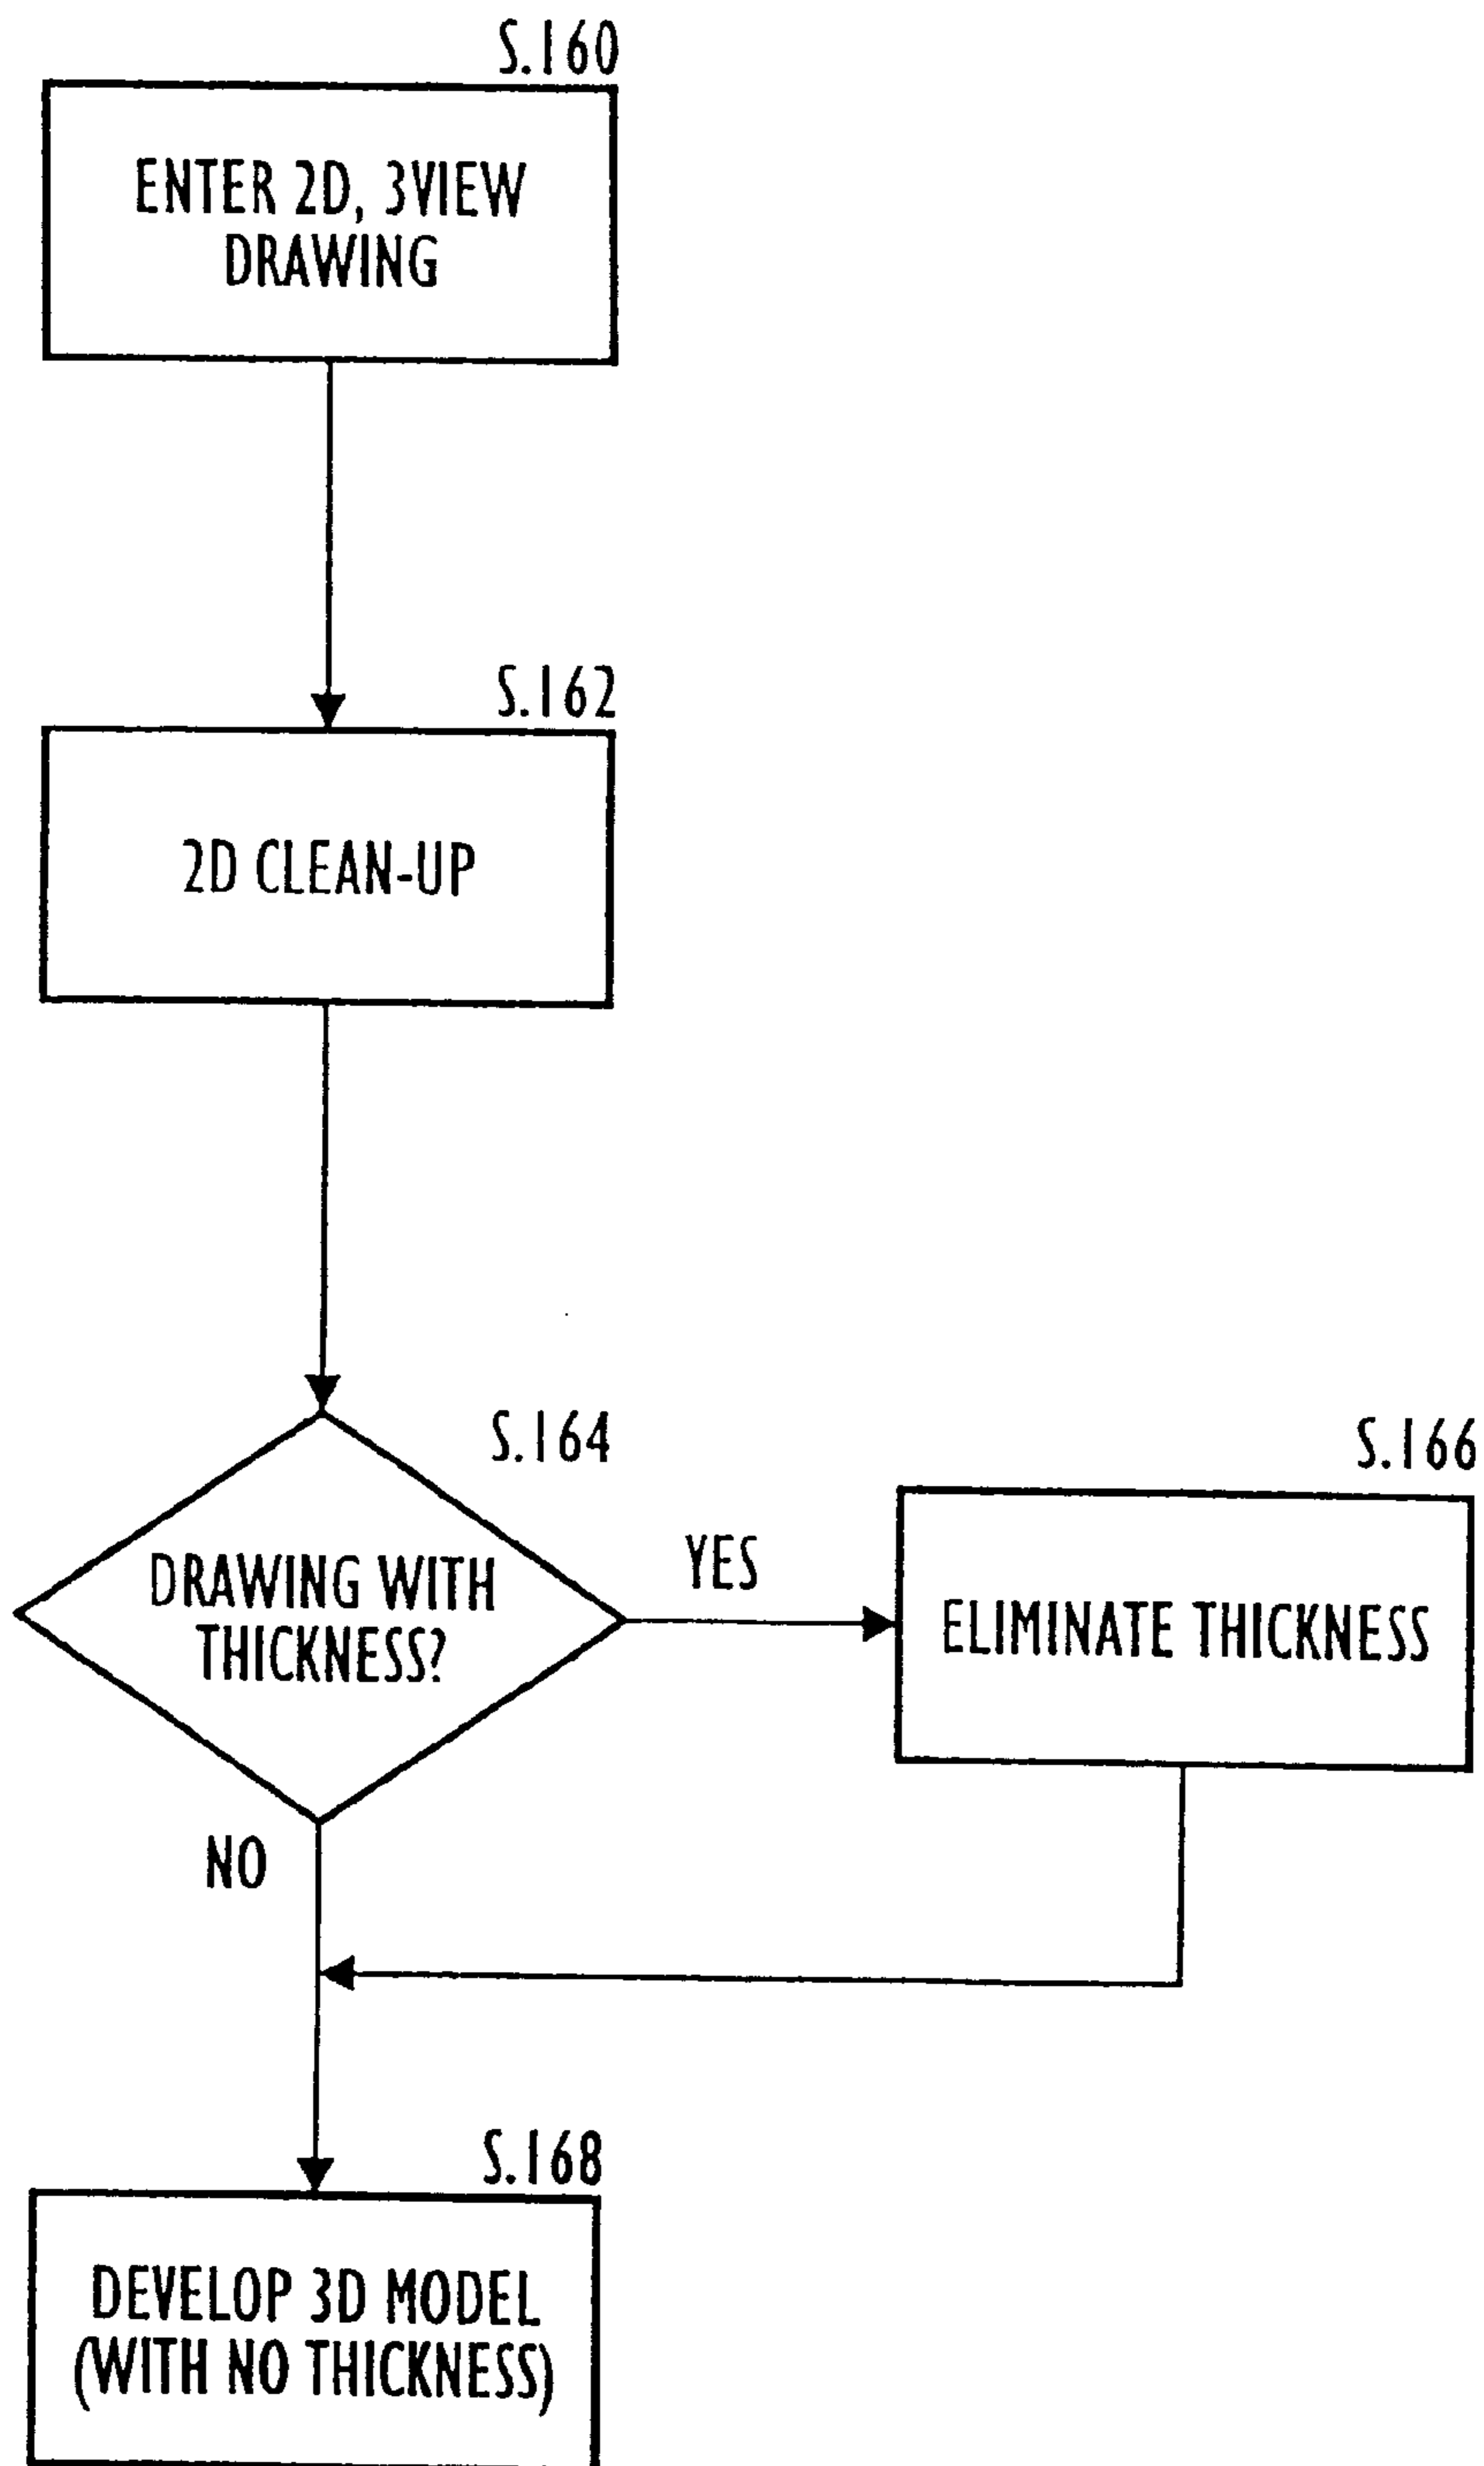 S.160
ENTER 2D, 3VIEW
DRAWING
S.162
2D CLEAN-UP
S.164
DRAWING WITH
THICKNESS?
YES
S.166
ELIMINATE THICKNESS
NO
S.168
DEVELOP 3D MODEL
(WITH NO THICKNESS)